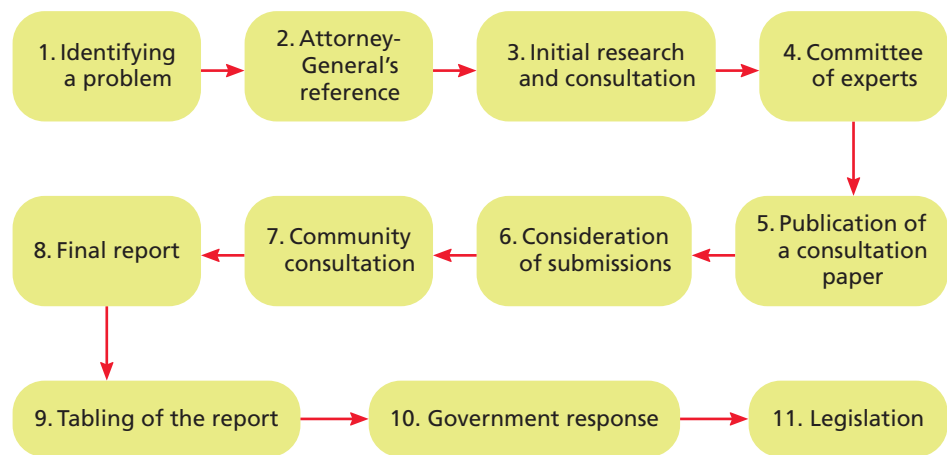 1. Identifying
a problem
2. Attorney-
General's
reference
3. Initial research
and consultation
4. Committee
of experts
5. Publication of
a consultation
paper
6. Consideration
of submissions
7. Community
consultation
8. Final report
9. Tabling of the report
10. Government response
11. Legislation